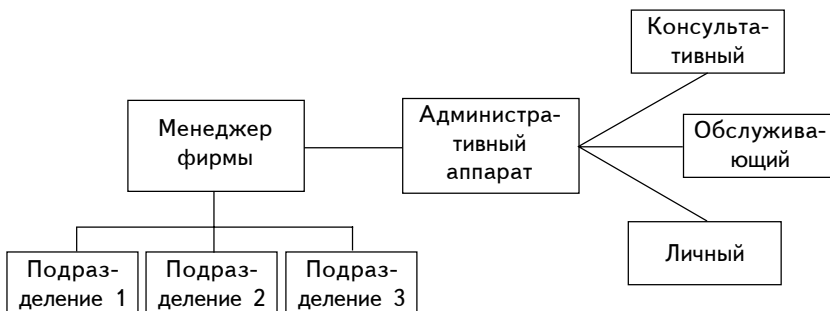 Консульта-
тивный
Менеджер
фирмы
Администра-
тивный
аппарат
Обслужива-
ющий
Личный
Подраз-
деление 1
Подраз-
деление 2
Подраз-
деление 3